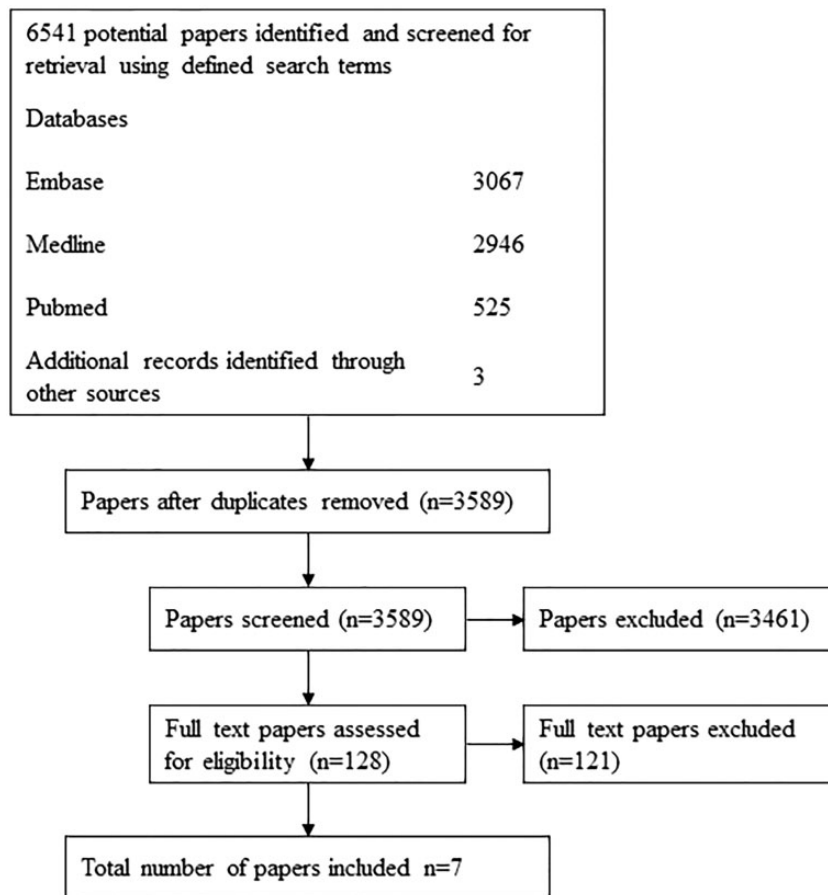 6541 potential papers identified and screened for
retrieval using defined search terms
Databases
Embase 3067
Medline 2946
Pubmed 525
Additional records identified through
other sources 3
Papers after duplicates removed (n=3589)
Papers screened (n=3589)
Papers excluded (n=3461)
Full text papers assessed
for eligibility (n=128)
Full text papers excluded
(n=121)
Total number of papers included n=7